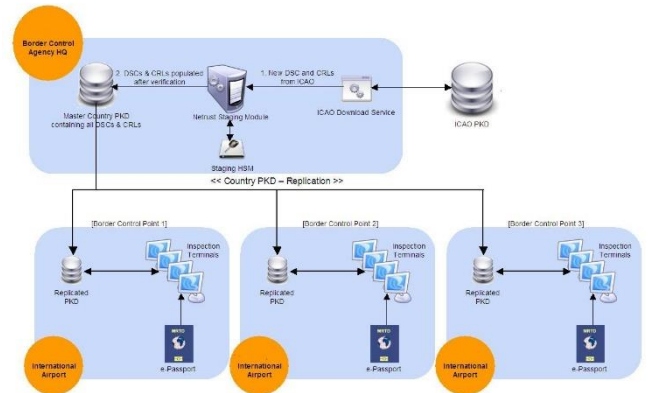 Border Control
Agency HQ
2. DSCs & CRLs populated
after verification
1. New DSC and CRLs
from ICAO
Master Country PKD
containing all DSCs & CRLs
Netrust Staging Module
ICAO Download Service
ICAO PKD
Staging HSM
<< Country PKD – Replication >>
[Border Control Point 1]
[Border Control Point 2]
[Border Control Point 3]
Inspection
Terminals
Inspection
Terminals
Inspection
Terminals
Replicated
PKD
Replicated
PKD
Replicated
PKD
MRTD
MRTD
MRTD
International
Airport
e-Passport
International
Airport
e-Passport
International
Airport
e-Passport